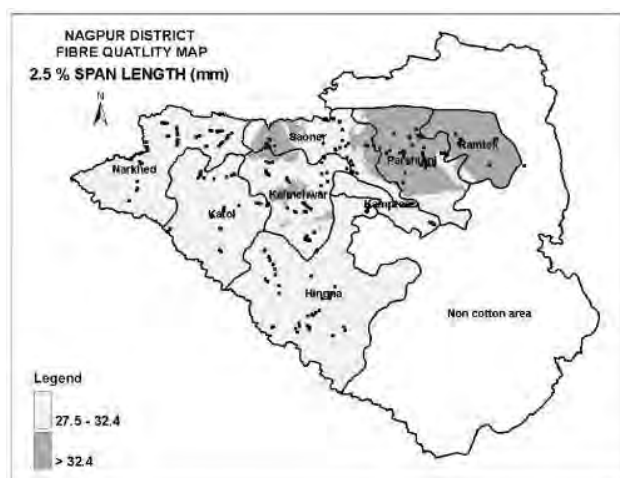 NAGPUR DISTRICT
FIBRE QUATLITY MAP
2.5 % SPAN LENGTH (mm)
N
Saoner
Ramtek
Parshivni
Narkhed
Kalmeshwar
Katol
Kamptee
Hingna
Non cotton area
Legend
27.5 - 32.4
> 32.4